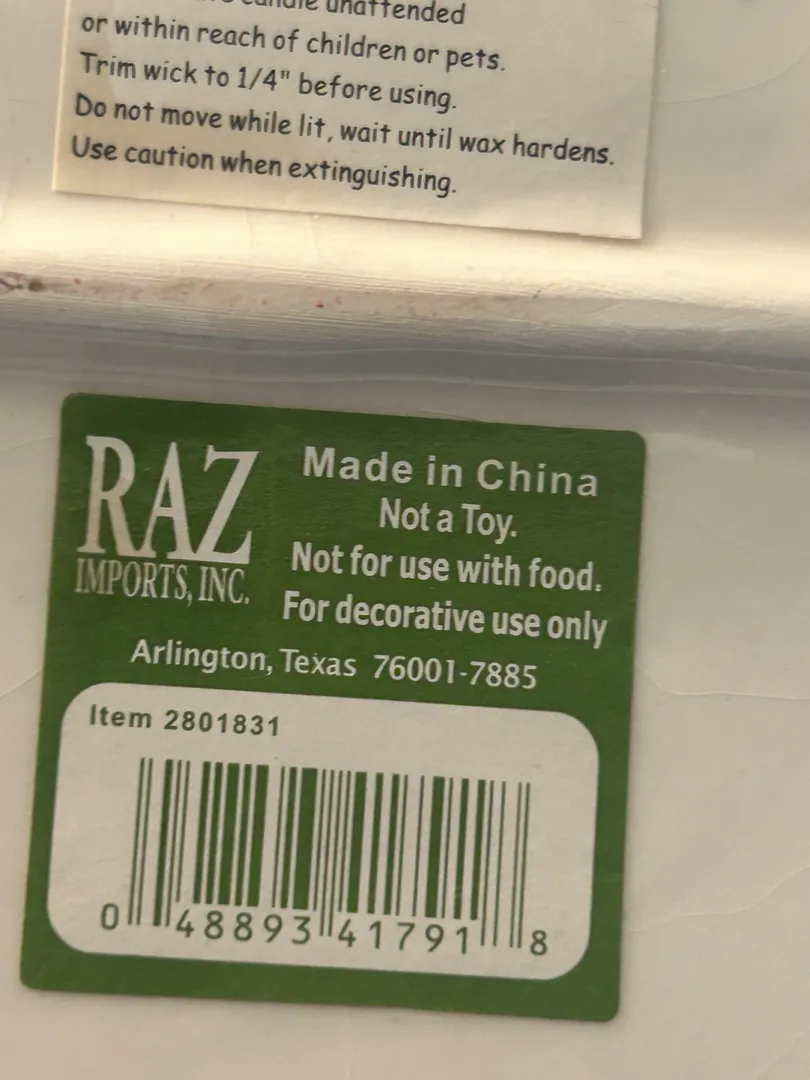 candle unattended
or within reach of children or pets.
Trim wick to 1/4" before using.
Do not move while lit, wait until wax hardens.
Use caution when extinguishing.
RAZ
IMPORTS, INC.
Made in China
Not a Toy.
Not for use with food.
For decorative use only
Arlington, Texas 76001-7885
Item 2801831
0 48893 41791 8